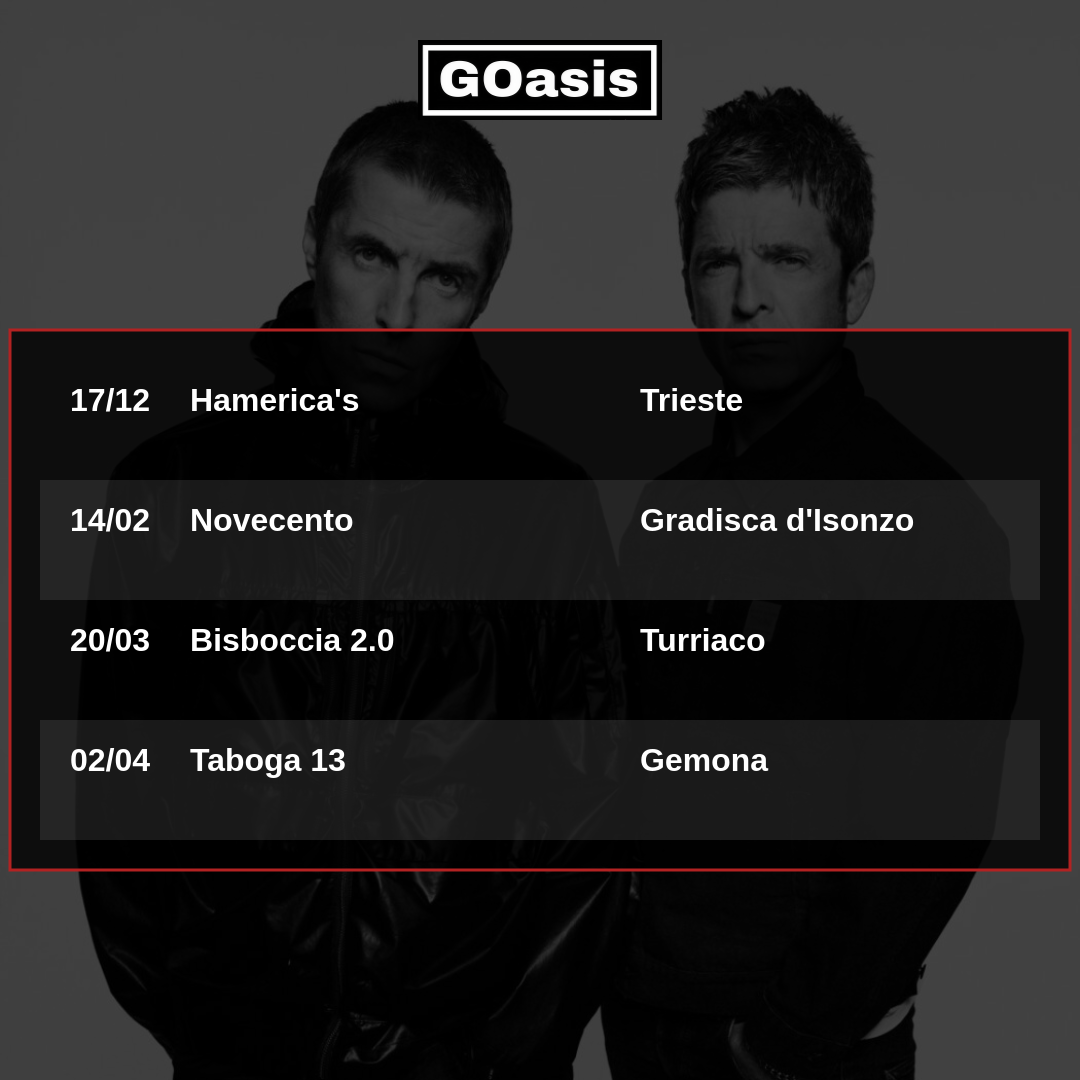 GOasis
17/12 Hamerica's Trieste
14/02 Novecento Gradisca d'Isonzo
20/03 Bisboccia 2.0 Turriaco
02/04 Taboga 13 Gemona